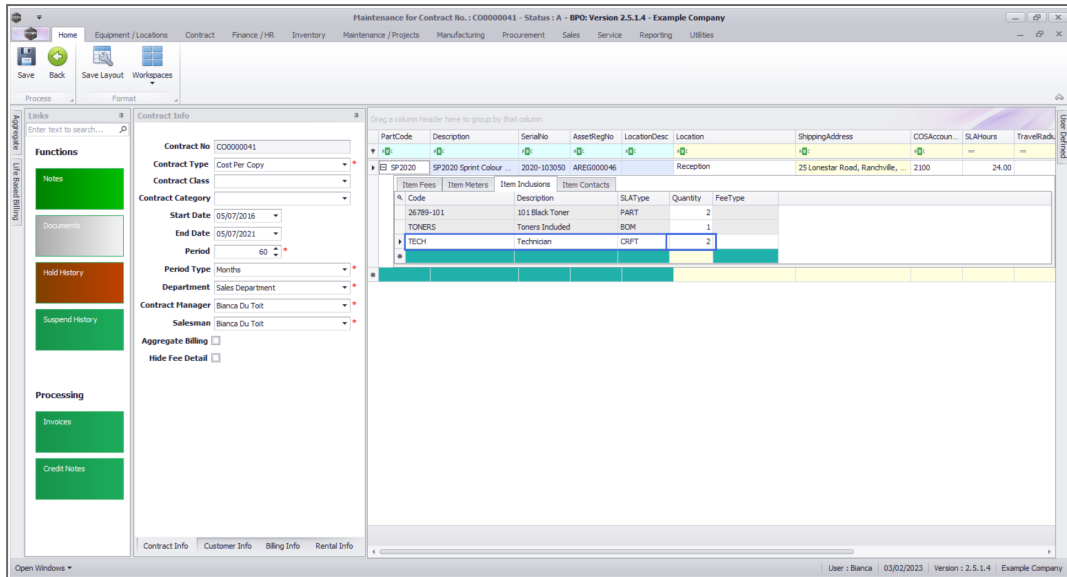 Maintenance for Contract No. : CO0000041 - Status : A - BPO: Version 2.5.1.4 - Example Company
Home Equipment / Locations Contract Finance / HR Inventory Maintenance / Projects Manufacturing Procurement Sales Service Reporting Utilities
Save Back Save Layout Workspaces
Process Format
Links
Enter text to search...
Functions
Notes
Documents
Hold History
Suspend History
Processing
Invoices
Credit Notes
Aggregate
Life Based Billing
Contract Info
Contract No CO0000041
Contract Type Cost Per Copy *
Contract Class
Contract Category
Start Date 05/07/2016
End Date 05/07/2021
Period 60 *
Period Type Months *
Department Sales Department *
Contract Manager Bianca Du Toit *
Salesman Bianca Du Toit *
Aggregate Billing
Hide Fee Detail
Contract Info Customer Info Billing Info Rental Info
Drag a column header here to group by that column
PartCode Description SerialNo AssetRegNo LocationDesc Location ShippingAddress COSAccoun... SLAHours TravelRadiu
SP2020 SP2020 Sprint Colour ... 2020-103050 AREG000046 Reception 25 Lonestar Road, Ranchville, ... 2100 24.00
Item Fees Item Meters Item Inclusions Item Contacts
Code Description SLAType Quantity FeeType
26789-101 101 Black Toner PART 2
TONERS Toners Included BOM 1
TECH Technician CRFT 2
User Defined
Open Windows User : Bianca 03/02/2023 Version : 2.5.1.4 Example Company